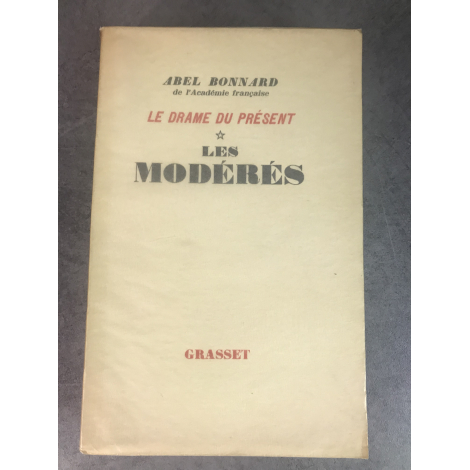 ABEL BONNARD
de l'Académie française
LE DRAME DU PRÉSENT
☆
LES
MODÉRÉS
GRASSET